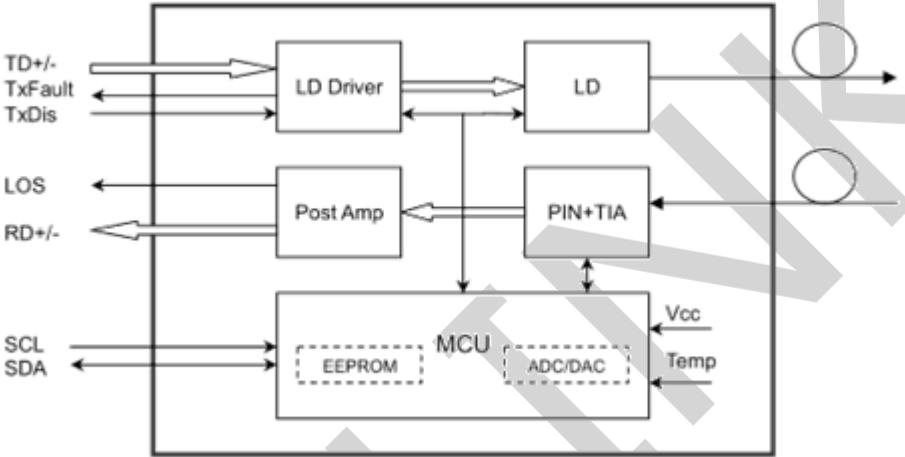 TD+/-
TxFault
TxDis
LD Driver
LD
LOS
RD+/-
Post Amp
PIN+TIA
SCL
SDA
MCU
EEPROM
ADC/DAC
Vcc
Temp